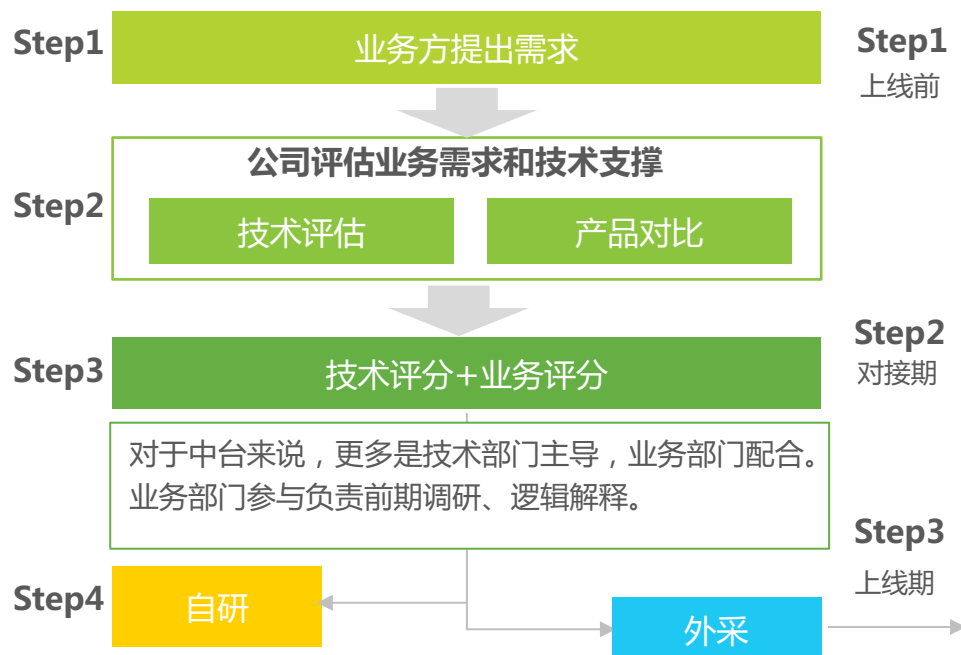 Step1
业务方提出需求
Step1
上线前
公司评估业务需求和技术支撑
Step2
技术评估
产品对比
Step2
对接期
Step3
技术评分+业务评分
对于中台来说，更多是技术部门主导，业务部门配合。
业务部门参与负责前期调研、逻辑解释。
Step3
上线期
Step4
自研
外采